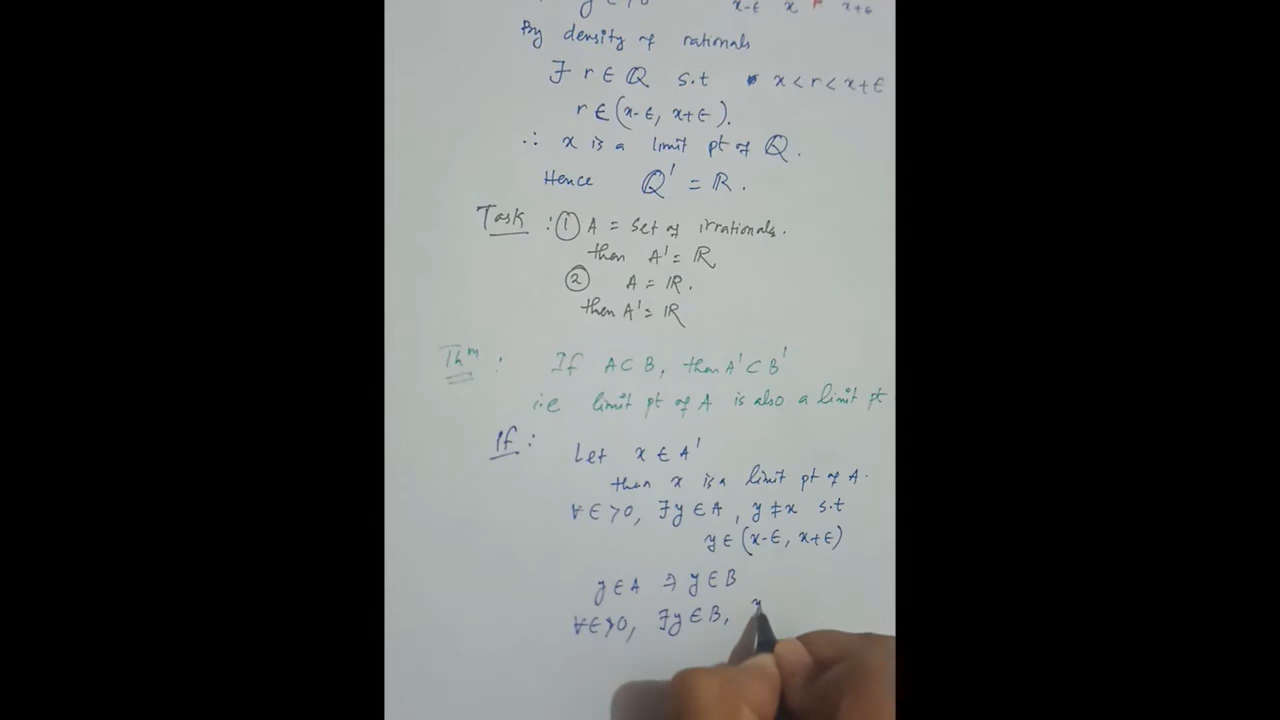 x-ε x x+ε
By density of rationals
∃ r ∈ ℚ s.t x < r < x+ε
r ∈ (x-ε, x+ε).
∴ x is a limit pt of ℚ.
Hence ℚ' = ℝ.
Task : ① A = set of irrationals.
then A' = ℝ
② A = ℝ.
then A' = ℝ
Thm : If A ⊂ B, then A' ⊂ B'
i.e limit pt of A is also a limit pt
If : Let x ∈ A'
then x is a limit pt of A.
∀ ε > 0, ∃ y ∈ A, y ≠ x s.t
y ∈ (x-ε, x+ε)
y ∈ A ⇒ y ∈ B
∀ ε > 0, ∃ y ∈ B,